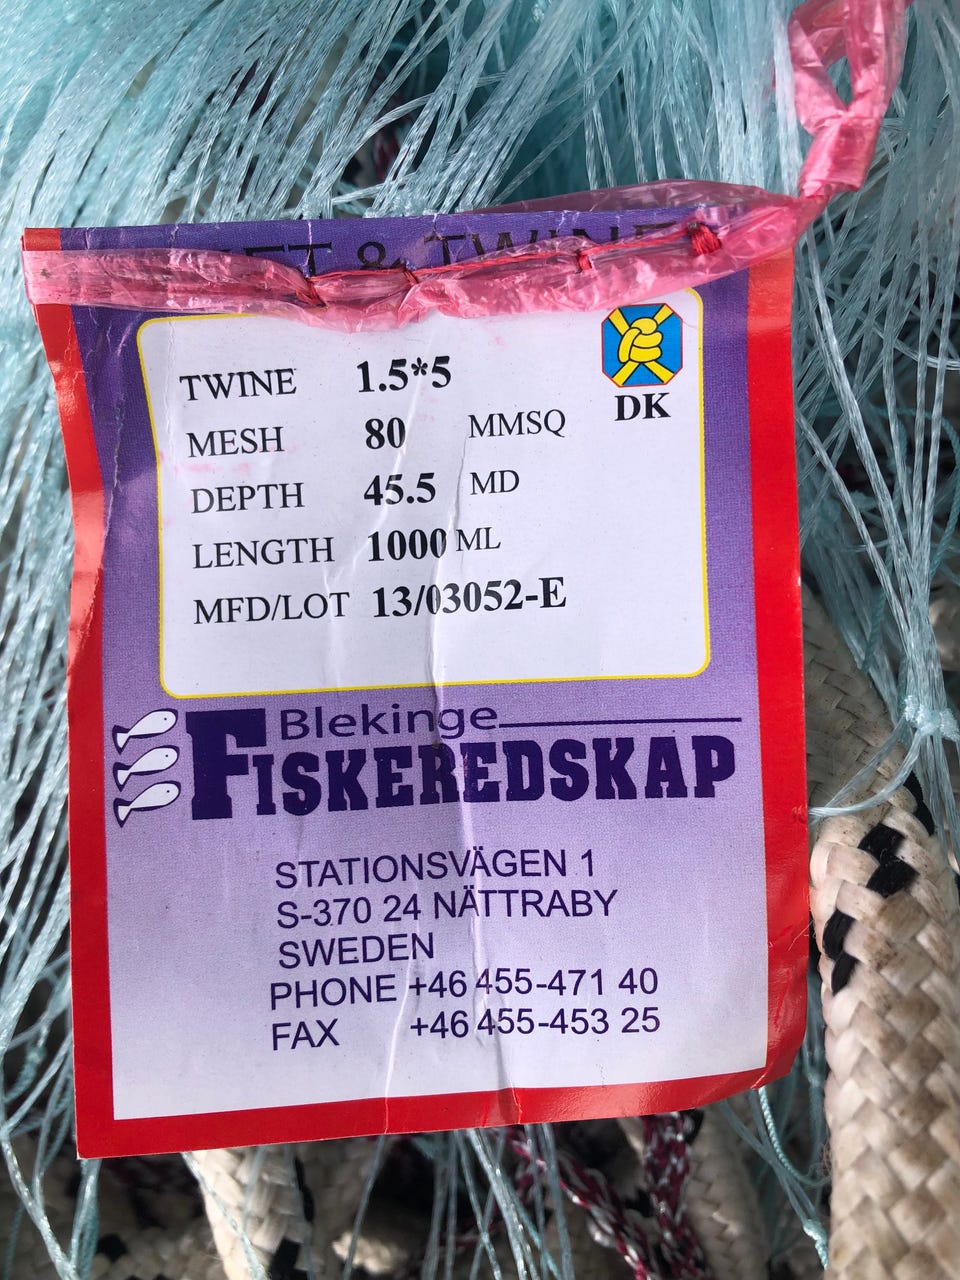 & TWINE
TWINE 1.5*5
MESH 80 MMSQ
DEPTH 45.5 MD
LENGTH 1000 ML
MFD/LOT 13/03052-E
DK
Blekinge
FISKEREDSKAP
STATIONSVÄGEN 1
S-370 24 NÄTTRABY
SWEDEN
PHONE +46 455-471 40
FAX +46 455-453 25